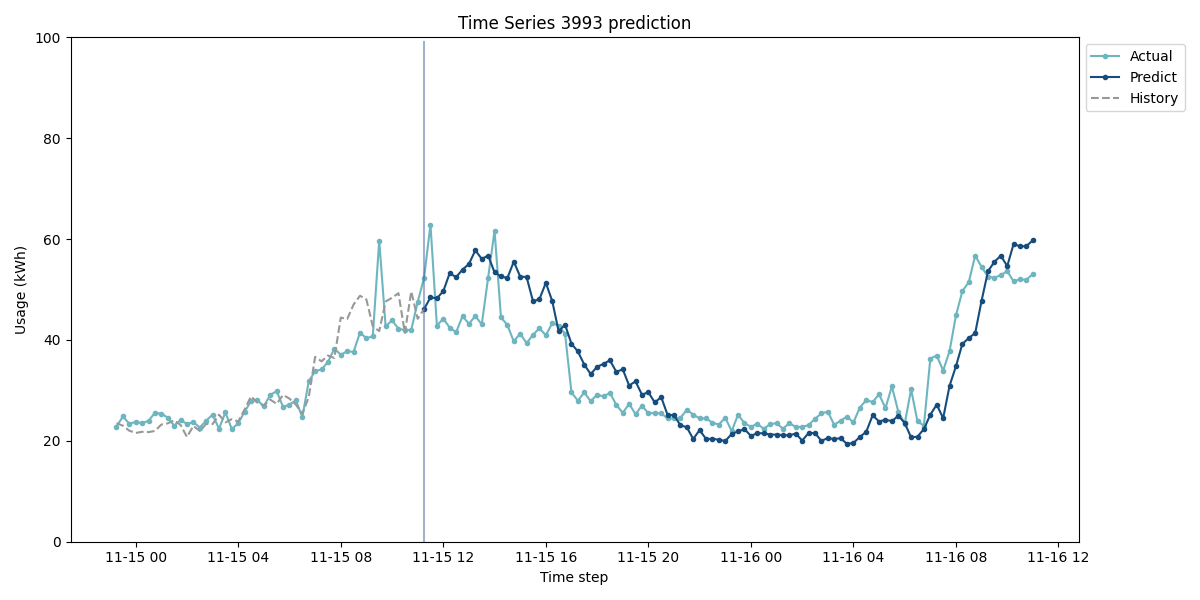 Time Series 3993 prediction
100
80
60
40
20
0
Usage (kWh)
11-15 00
11-15 04
11-15 08
11-15 12
11-15 16
11-15 20
11-16 00
11-16 04
11-16 08
11-16 12
Time step
Actual
Predict
History